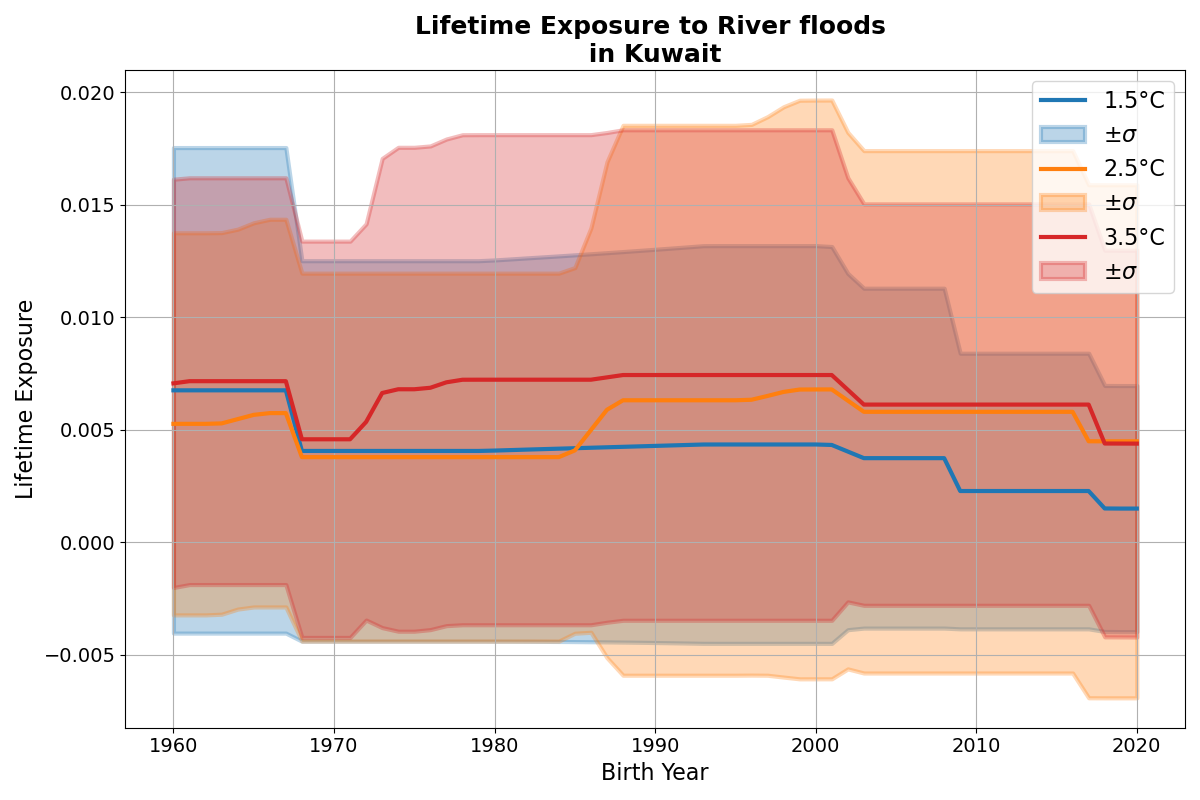 Lifetime Exposure to River floods
in Kuwait
Lifetime Exposure
0.020
0.015
0.010
0.005
0.000
−0.005
1960
1970
1980
1990
2000
2010
2020
Birth Year
1.5°C
±σ
2.5°C
±σ
3.5°C
±σ